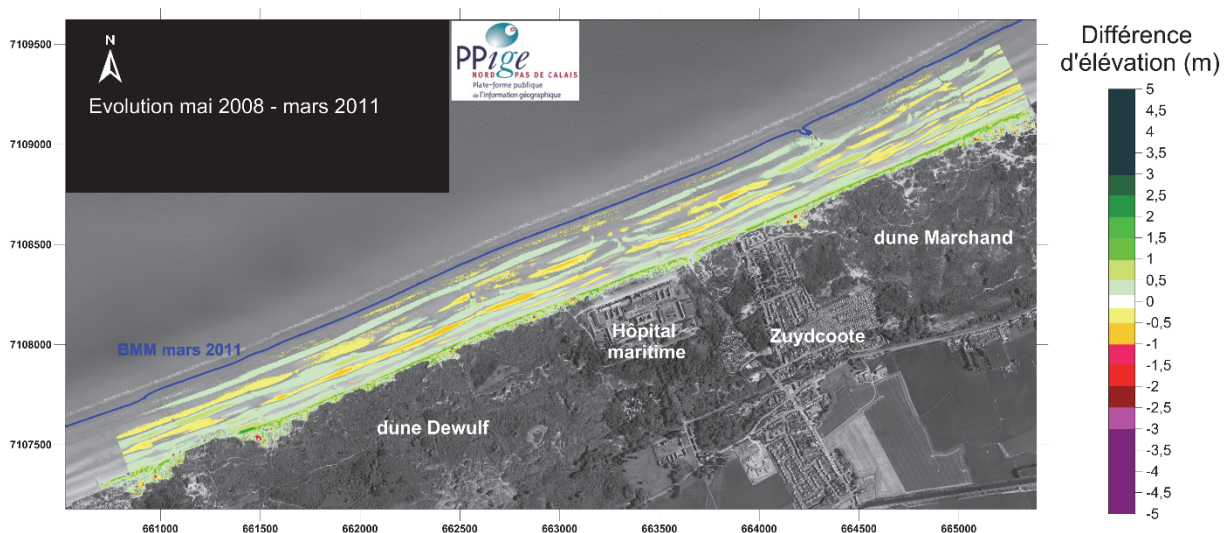 N
Evolution mai 2008 - mars 2011
PPige
NORD PAS DE CALAIS
Plate-forme publique
de l'information géographique
Différence
d'élévation (m)
7109500
7109000
7108500
7108000
7107500
BMM mars 2011
dune Marchand
Hôpital
maritime
Zuydcoote
dune Dewulf
661000 661500 662000 662500 663000 663500 664000 664500 665000
5
4,5
4
3,5
3
2,5
2
1,5
1
0,5
0
-0,5
-1
-1,5
-2
-2,5
-3
-3,5
-4
-4,5
-5